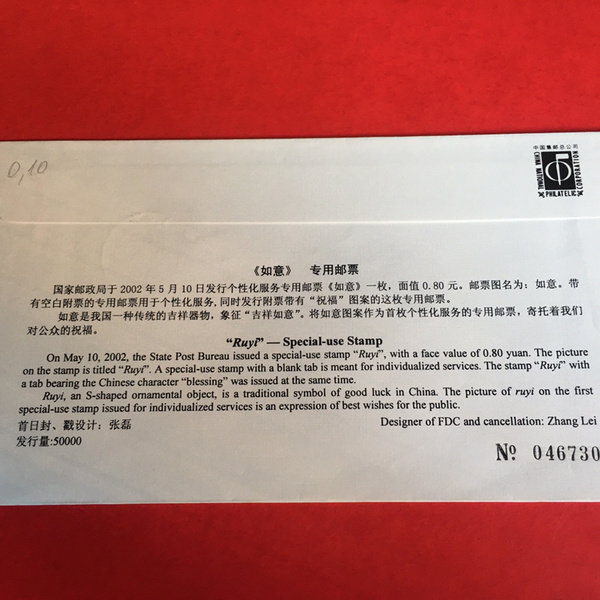 0,10
中国集邮总公司
CHINA NATIONAL PHILATELIC CORPORATION
《如意》 专用邮票
国家邮政局于 2002 年 5 月 10 日发行个性化服务专用邮票《如意》一枚，面值 0.80 元。邮票图名为：如意。带
有空白附票的专用邮票用于个性化服务，同时发行附票带有“祝福”图案的这枚专用邮票。
如意是我国一种传统的吉祥器物，象征“吉祥如意”。将如意图案作为首枚个性化服务的专用邮票，寄托着我们
对公众的祝福。
“Ruyi” — Special-use Stamp
On May 10, 2002, the State Post Bureau issued a special-use stamp “Ruyi”, with a face value of 0.80 yuan. The picture
on the stamp is titled “Ruyi”. A special-use stamp with a blank tab is meant for individualized services. The stamp “Ruyi” with
a tab bearing the Chinese character “blessing” was issued at the same time.
Ruyi, an S-shaped ornamental object, is a traditional symbol of good luck in China. The picture of ruyi on the first
special-use stamp issued for individualized services is an expression of best wishes for the public.
首日封、戳设计：张磊 Designer of FDC and cancellation: Zhang Lei
发行量:50000
№ 046730